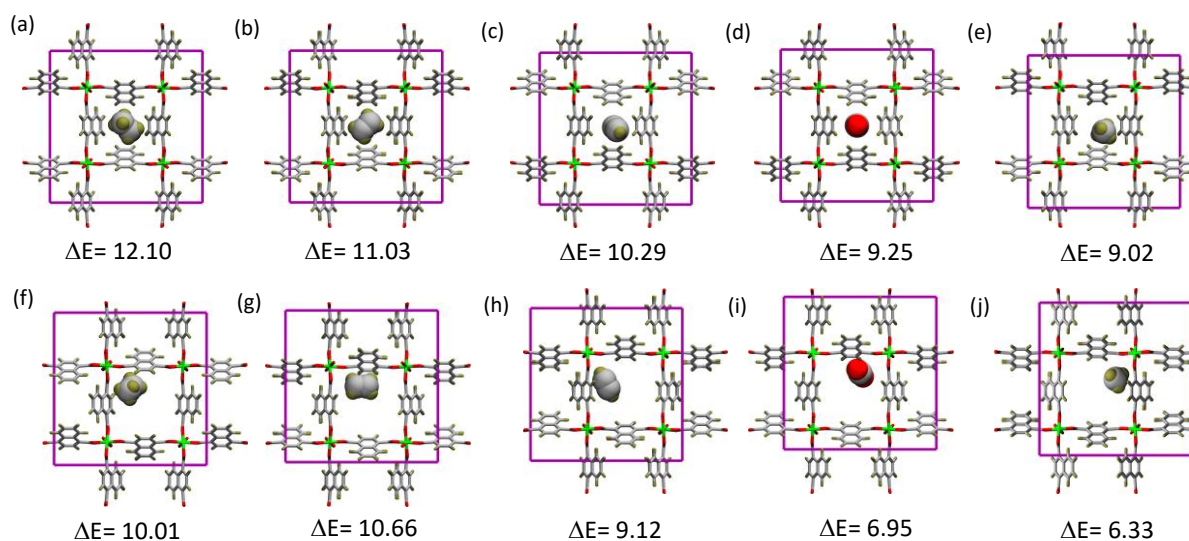 (a) (b) (c) (d) (e)
ΔE= 12.10 ΔE= 11.03 ΔE= 10.29 ΔE= 9.25 ΔE= 9.02
(f) (g) (h) (i) (j)
ΔE= 10.01 ΔE= 10.66 ΔE= 9.12 ΔE= 6.95 ΔE= 6.33